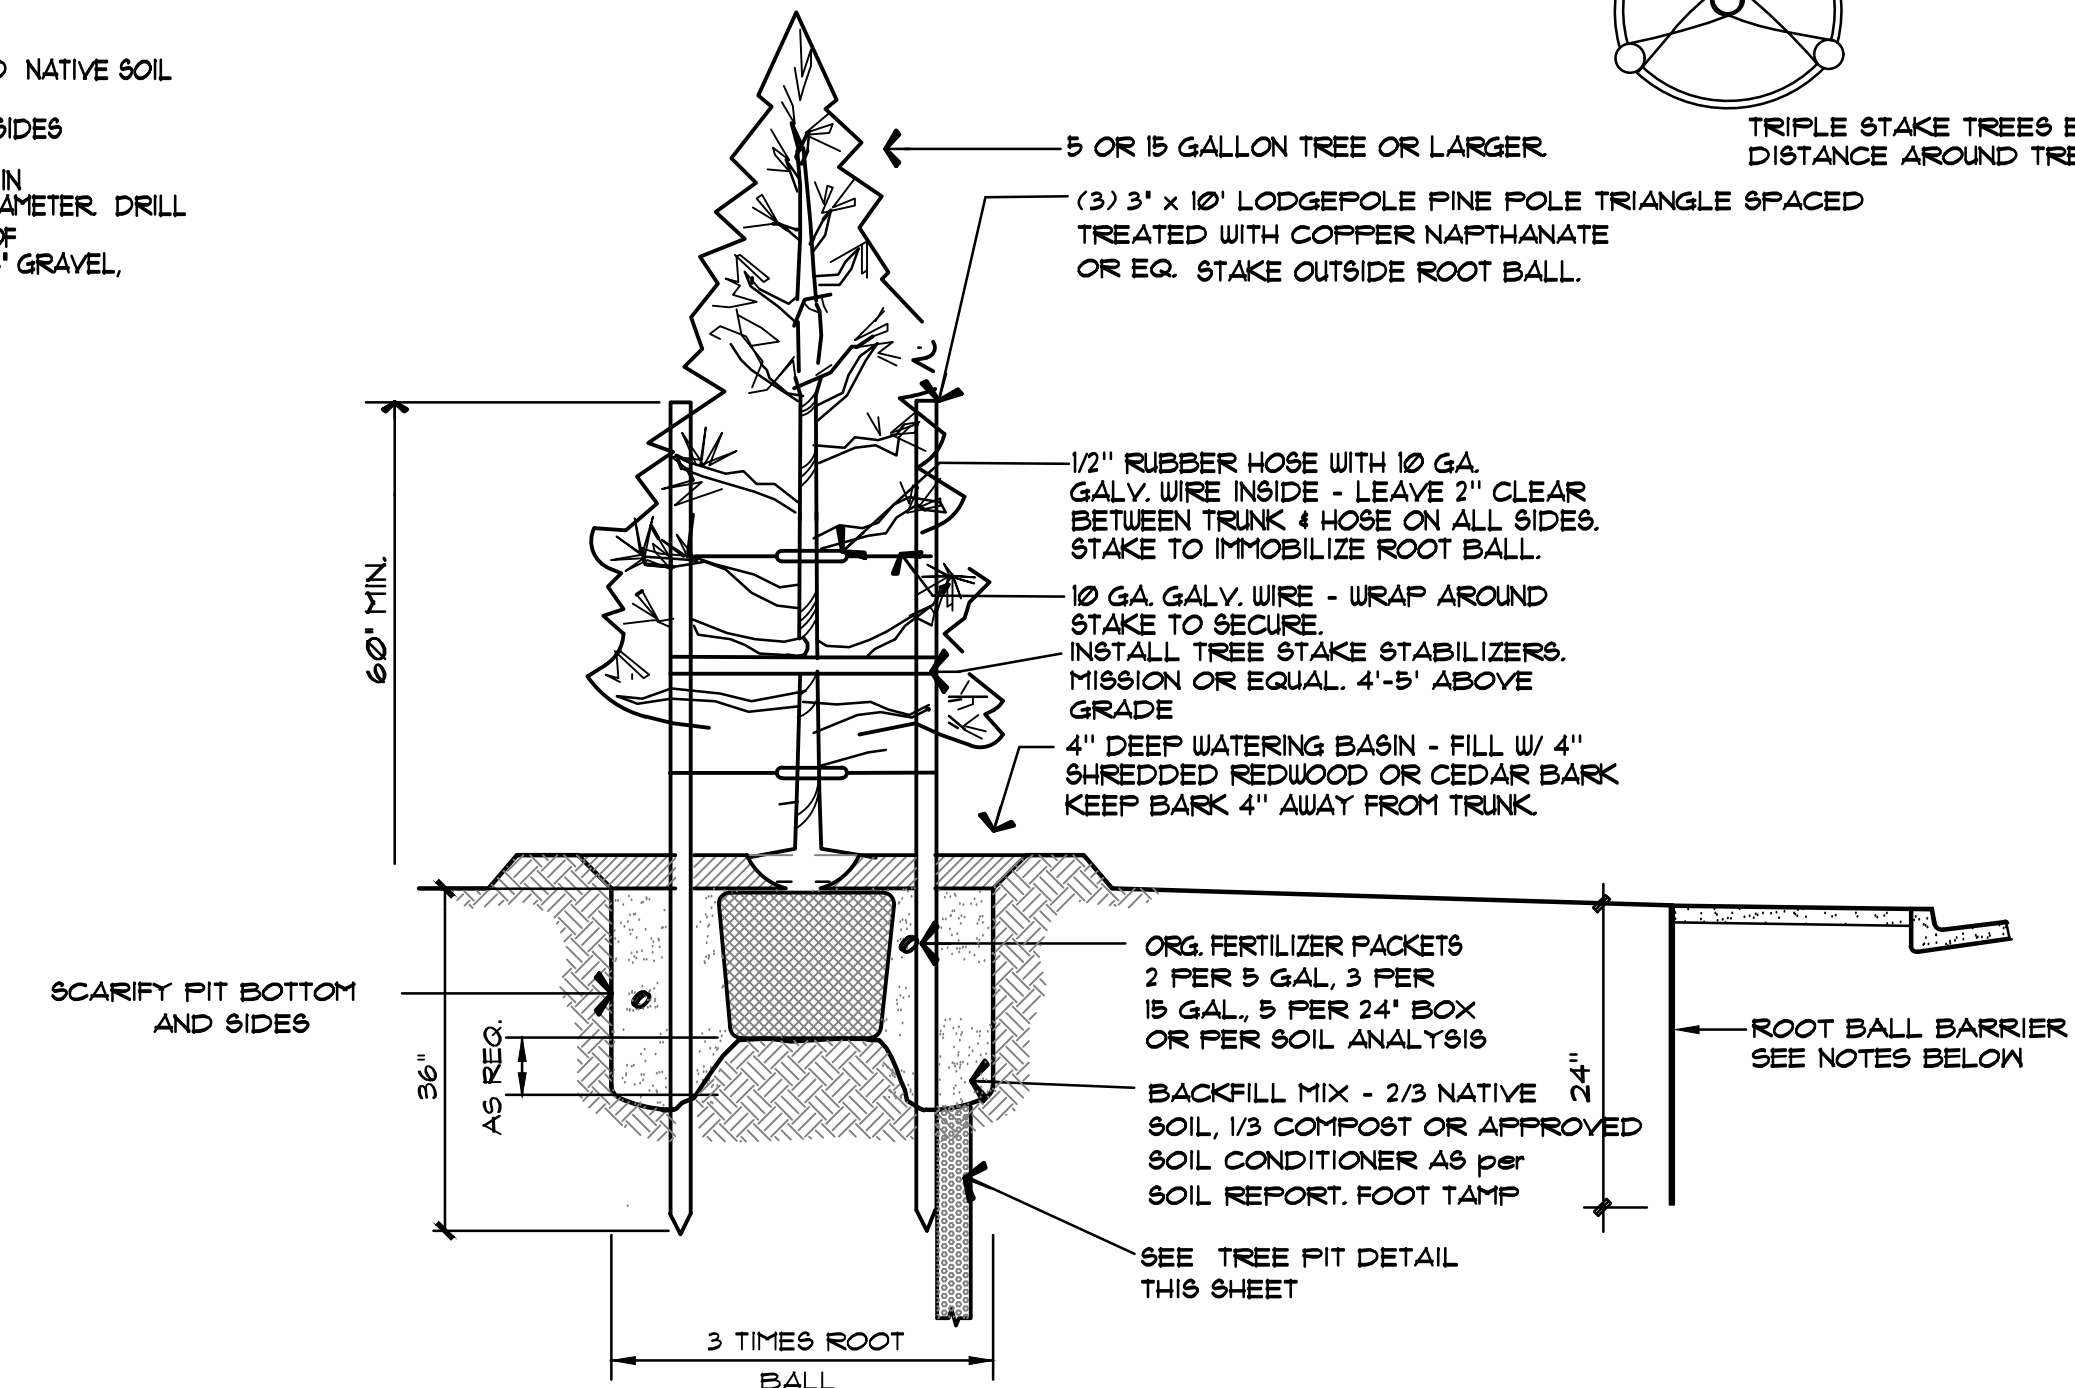 NATIVE SOIL
SIDES
IN
AMETER DRILL
OF
" GRAVEL,
TRIPLE STAKE TREES E
DISTANCE AROUND TRE
5 OR 15 GALLON TREE OR LARGER
(3) 3" x 10' LODGEPOLE PINE POLE TRIANGLE SPACED
TREATED WITH COPPER NAPTHANATE
OR EQ. STAKE OUTSIDE ROOT BALL.
1/2" RUBBER HOSE WITH 10 GA.
GALV. WIRE INSIDE - LEAVE 2" CLEAR
BETWEEN TRUNK & HOSE ON ALL SIDES.
STAKE TO IMMOBILIZE ROOT BALL.
10 GA. GALV. WIRE - WRAP AROUND
STAKE TO SECURE.
INSTALL TREE STAKE STABILIZERS.
MISSION OR EQUAL. 4'-5' ABOVE
GRADE
4" DEEP WATERING BASIN - FILL W/ 4"
SHREDDED REDWOOD OR CEDAR BARK
KEEP BARK 4" AWAY FROM TRUNK.
60" MIN.
SCARIFY PIT BOTTOM
AND SIDES
36"
AS REQ.
ORG. FERTILIZER PACKETS
2 PER 5 GAL, 3 PER
15 GAL., 5 PER 24" BOX
OR PER SOIL ANALYSIS
BACKFILL MIX - 2/3 NATIVE
SOIL, 1/3 COMPOST OR APPROVED
SOIL CONDITIONER AS per
SOIL REPORT. FOOT TAMP
SEE TREE PIT DETAIL
THIS SHEET
24"
ROOT BALL BARRIER
SEE NOTES BELOW
3 TIMES ROOT
BALL